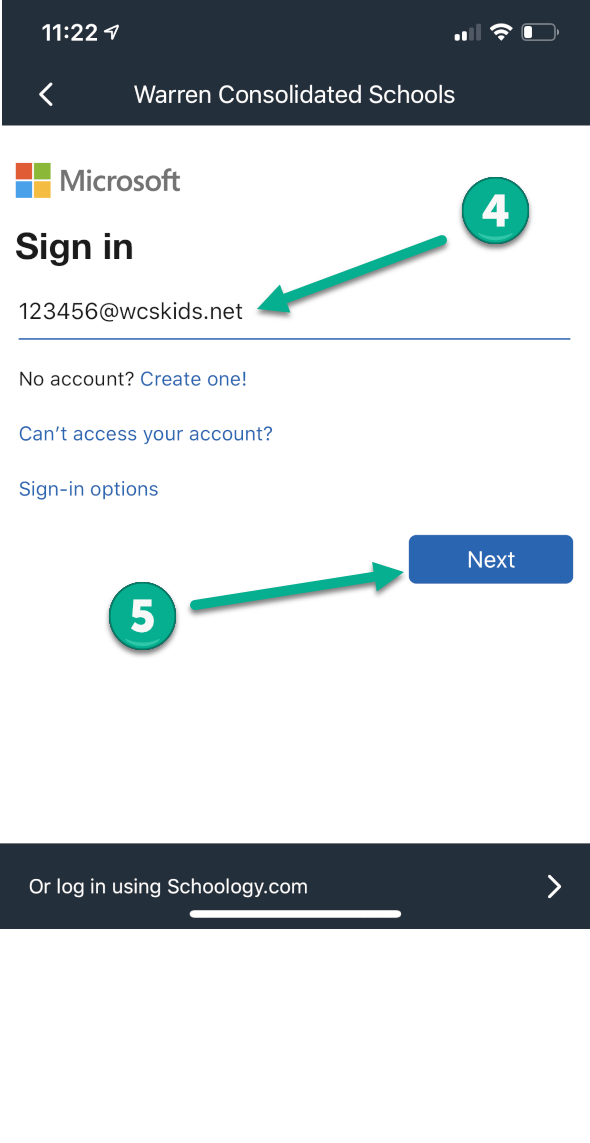 11:22
Warren Consolidated Schools
Microsoft
4
Sign in
123456@wcskids.net
No account? Create one!
Can't access your account?
Sign-in options
Next
5
Or log in using Schoology.com